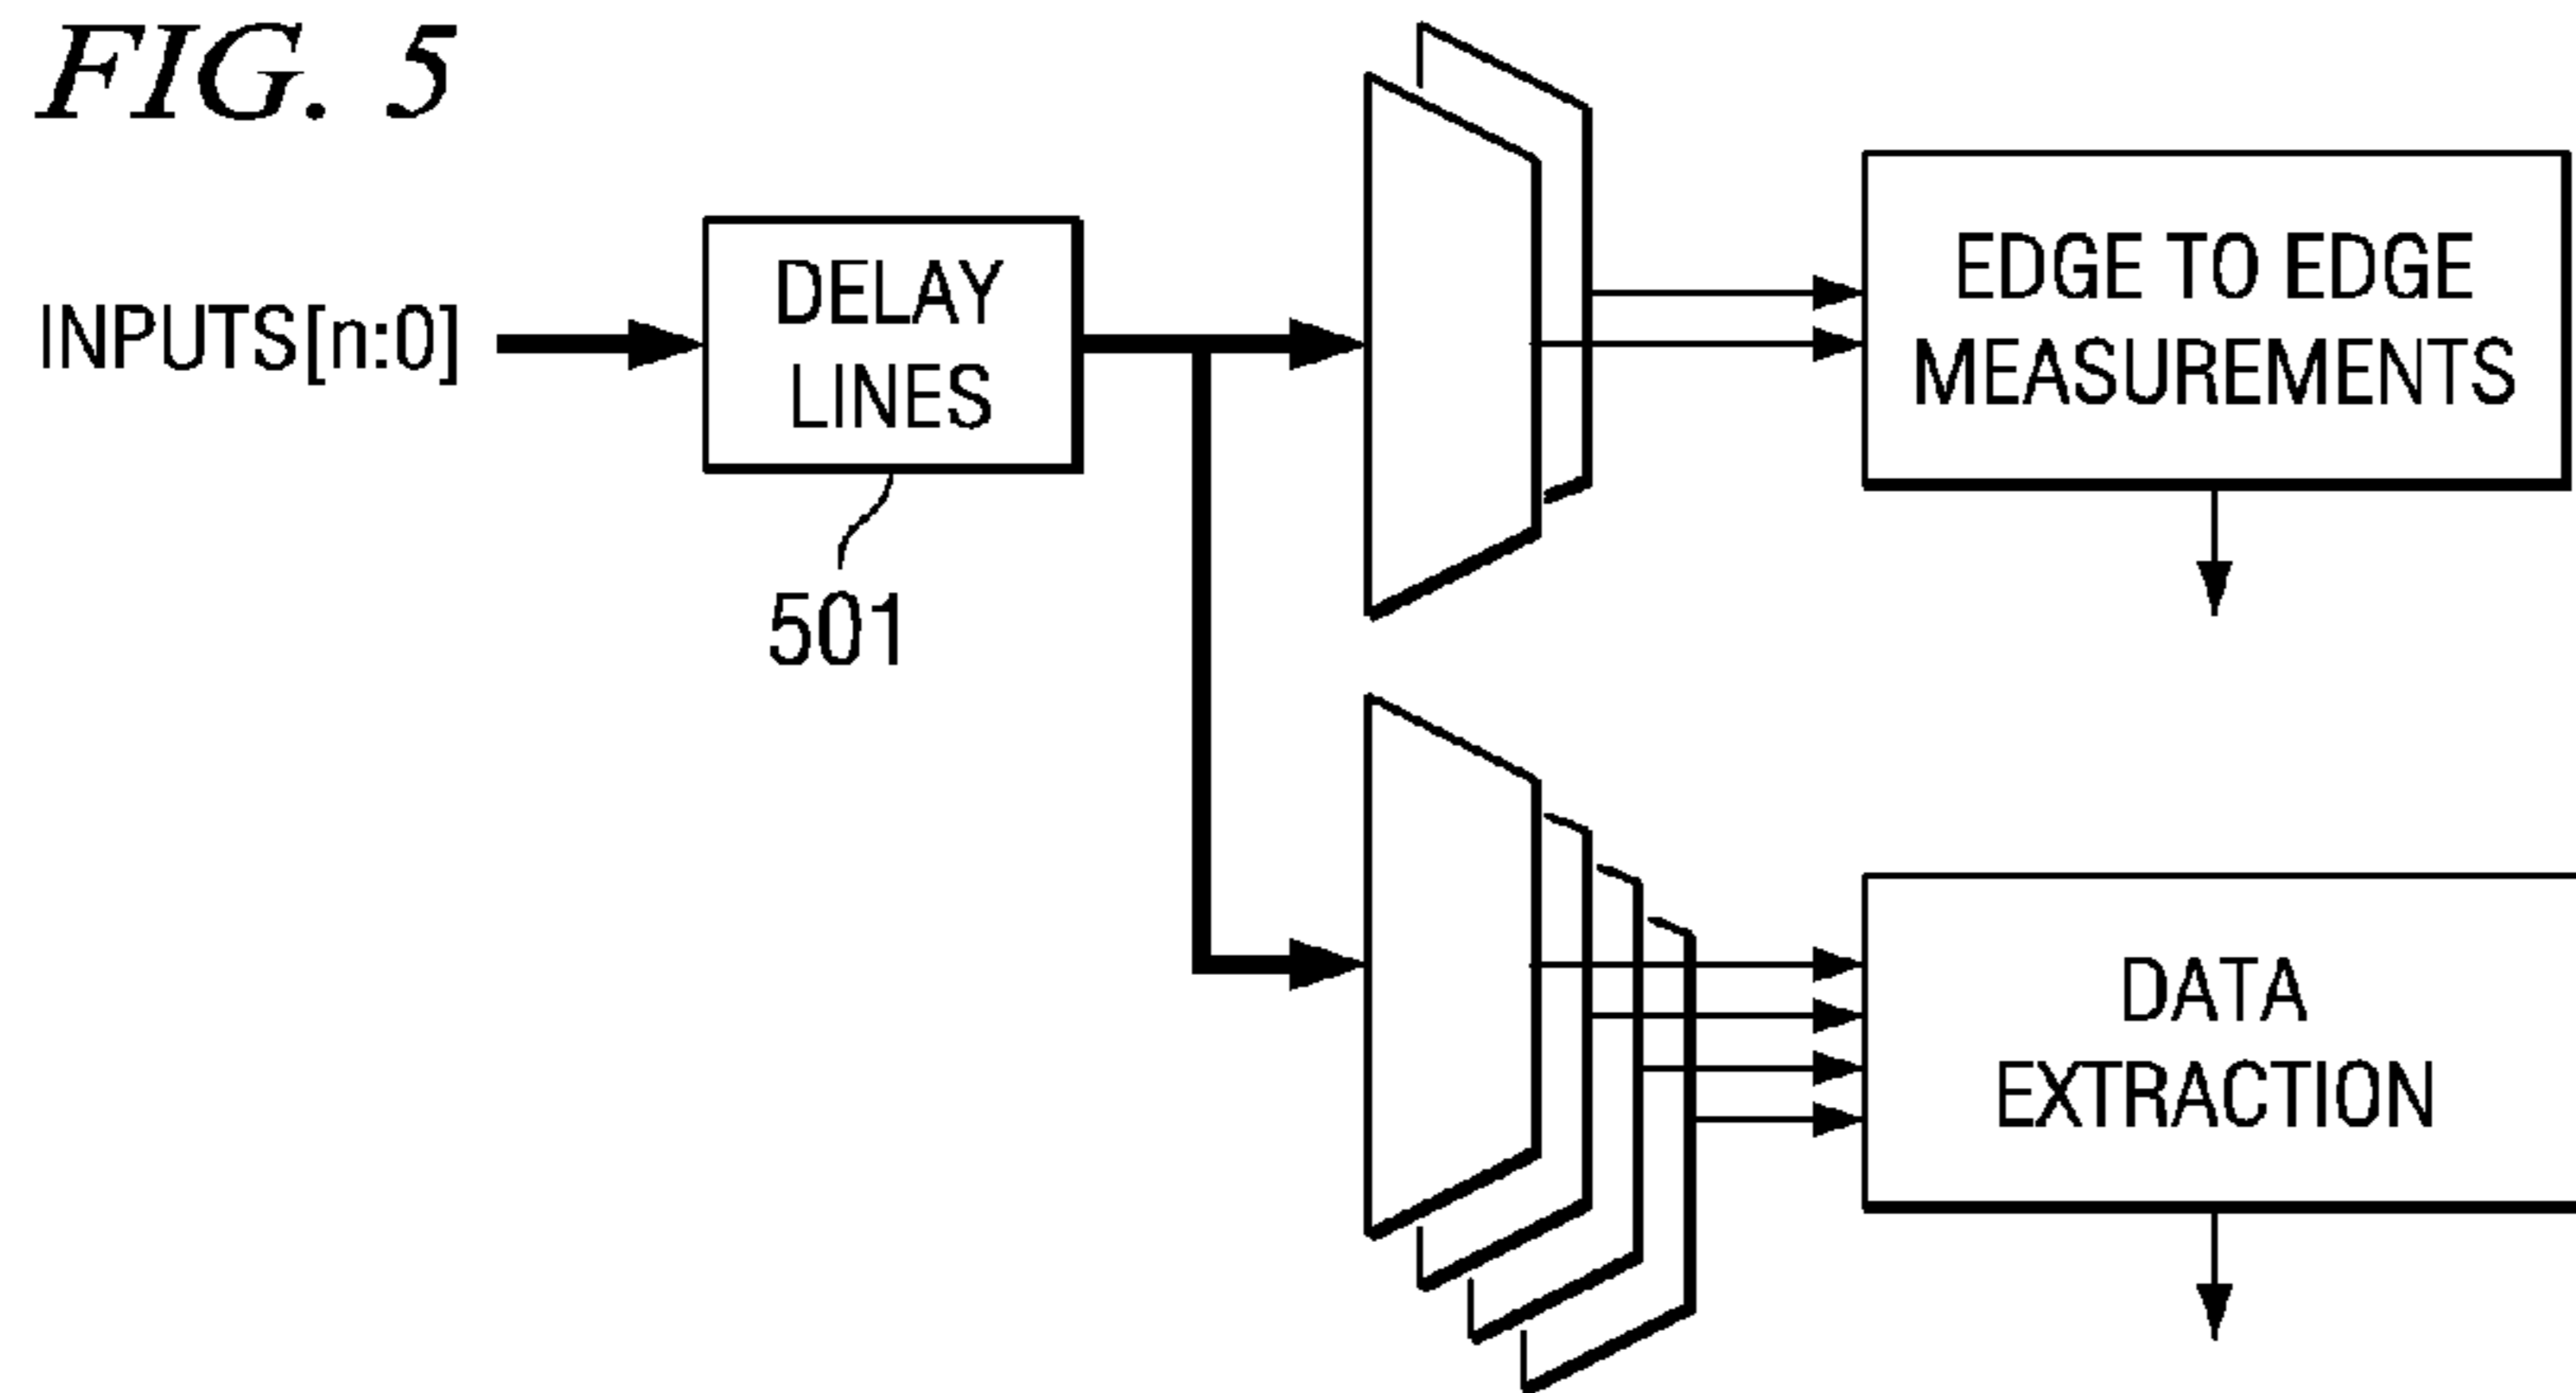 FIG. 5
INPUTS[n:0]
DELAY
LINES
501
EDGE TO EDGE
MEASUREMENTS
DATA
EXTRACTION